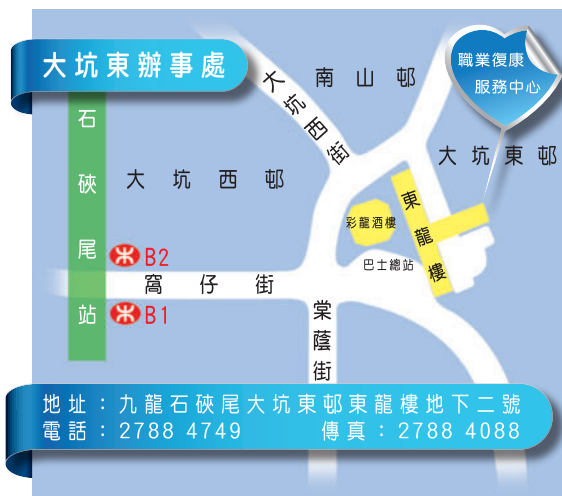 大坑東辦事處
職業復康
服務中心
大南山邨
大坑西街
石硤尾站
大坑西邨
大坑東邨
東龍樓
彩龍酒樓
巴士總站
B2
窩仔街
B1
棠蔭街
地址：九龍石硤尾大坑東邨東龍樓地下二號
電話：2788 4749 傳真：2788 4088